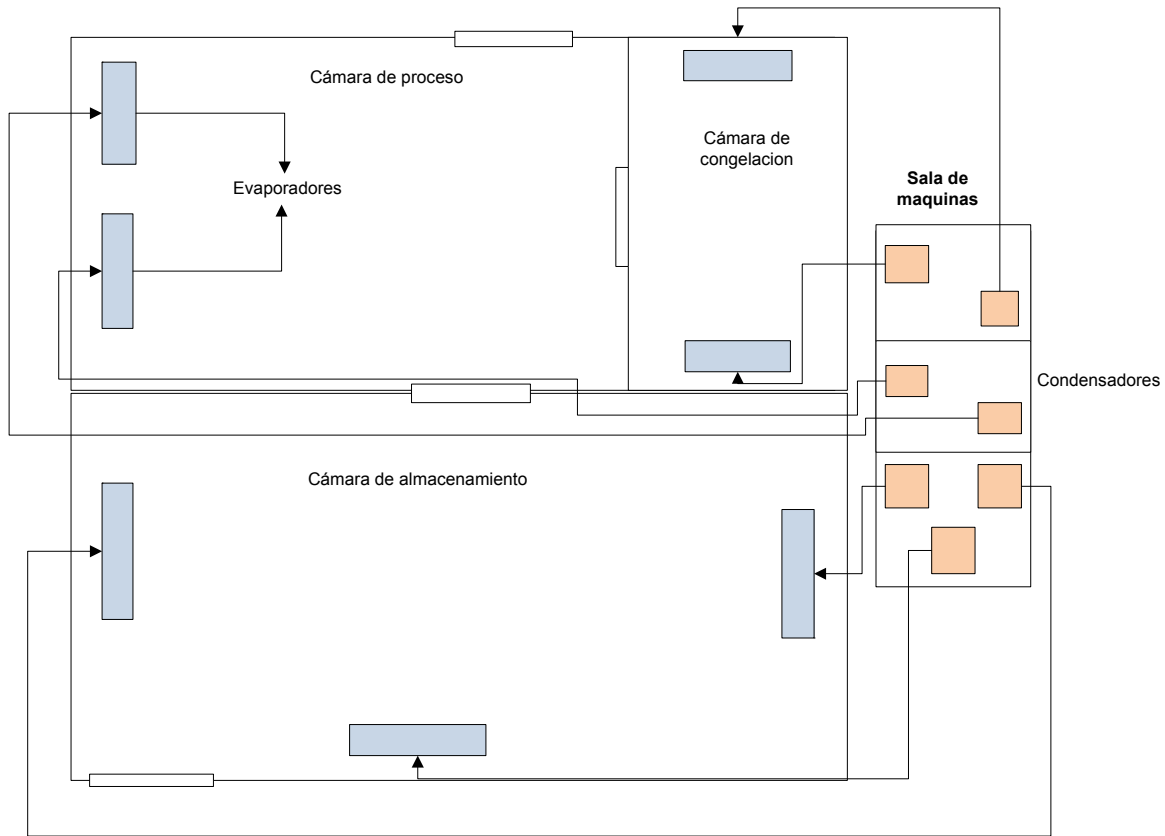 Cámara de proceso
Cámara de
congelacion
Evaporadores
Sala de
maquinas
Condensadores
Cámara de almacenamiento